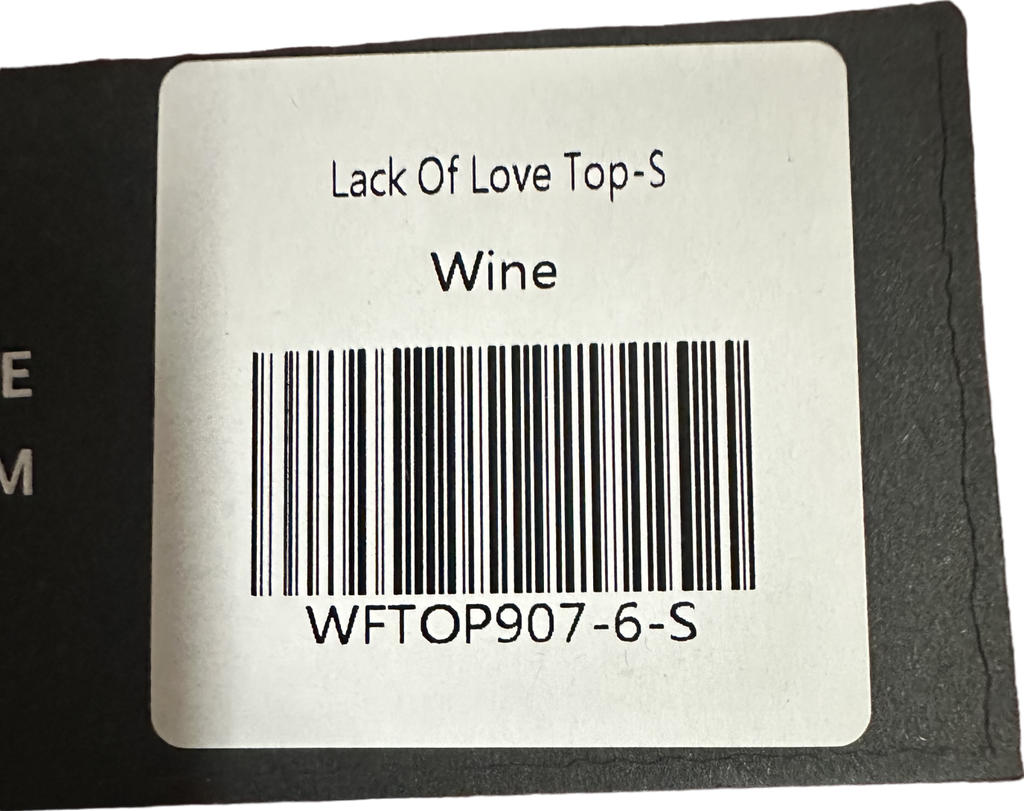 Lack Of Love Top-S
Wine
E
M
WFTOP907-6-S